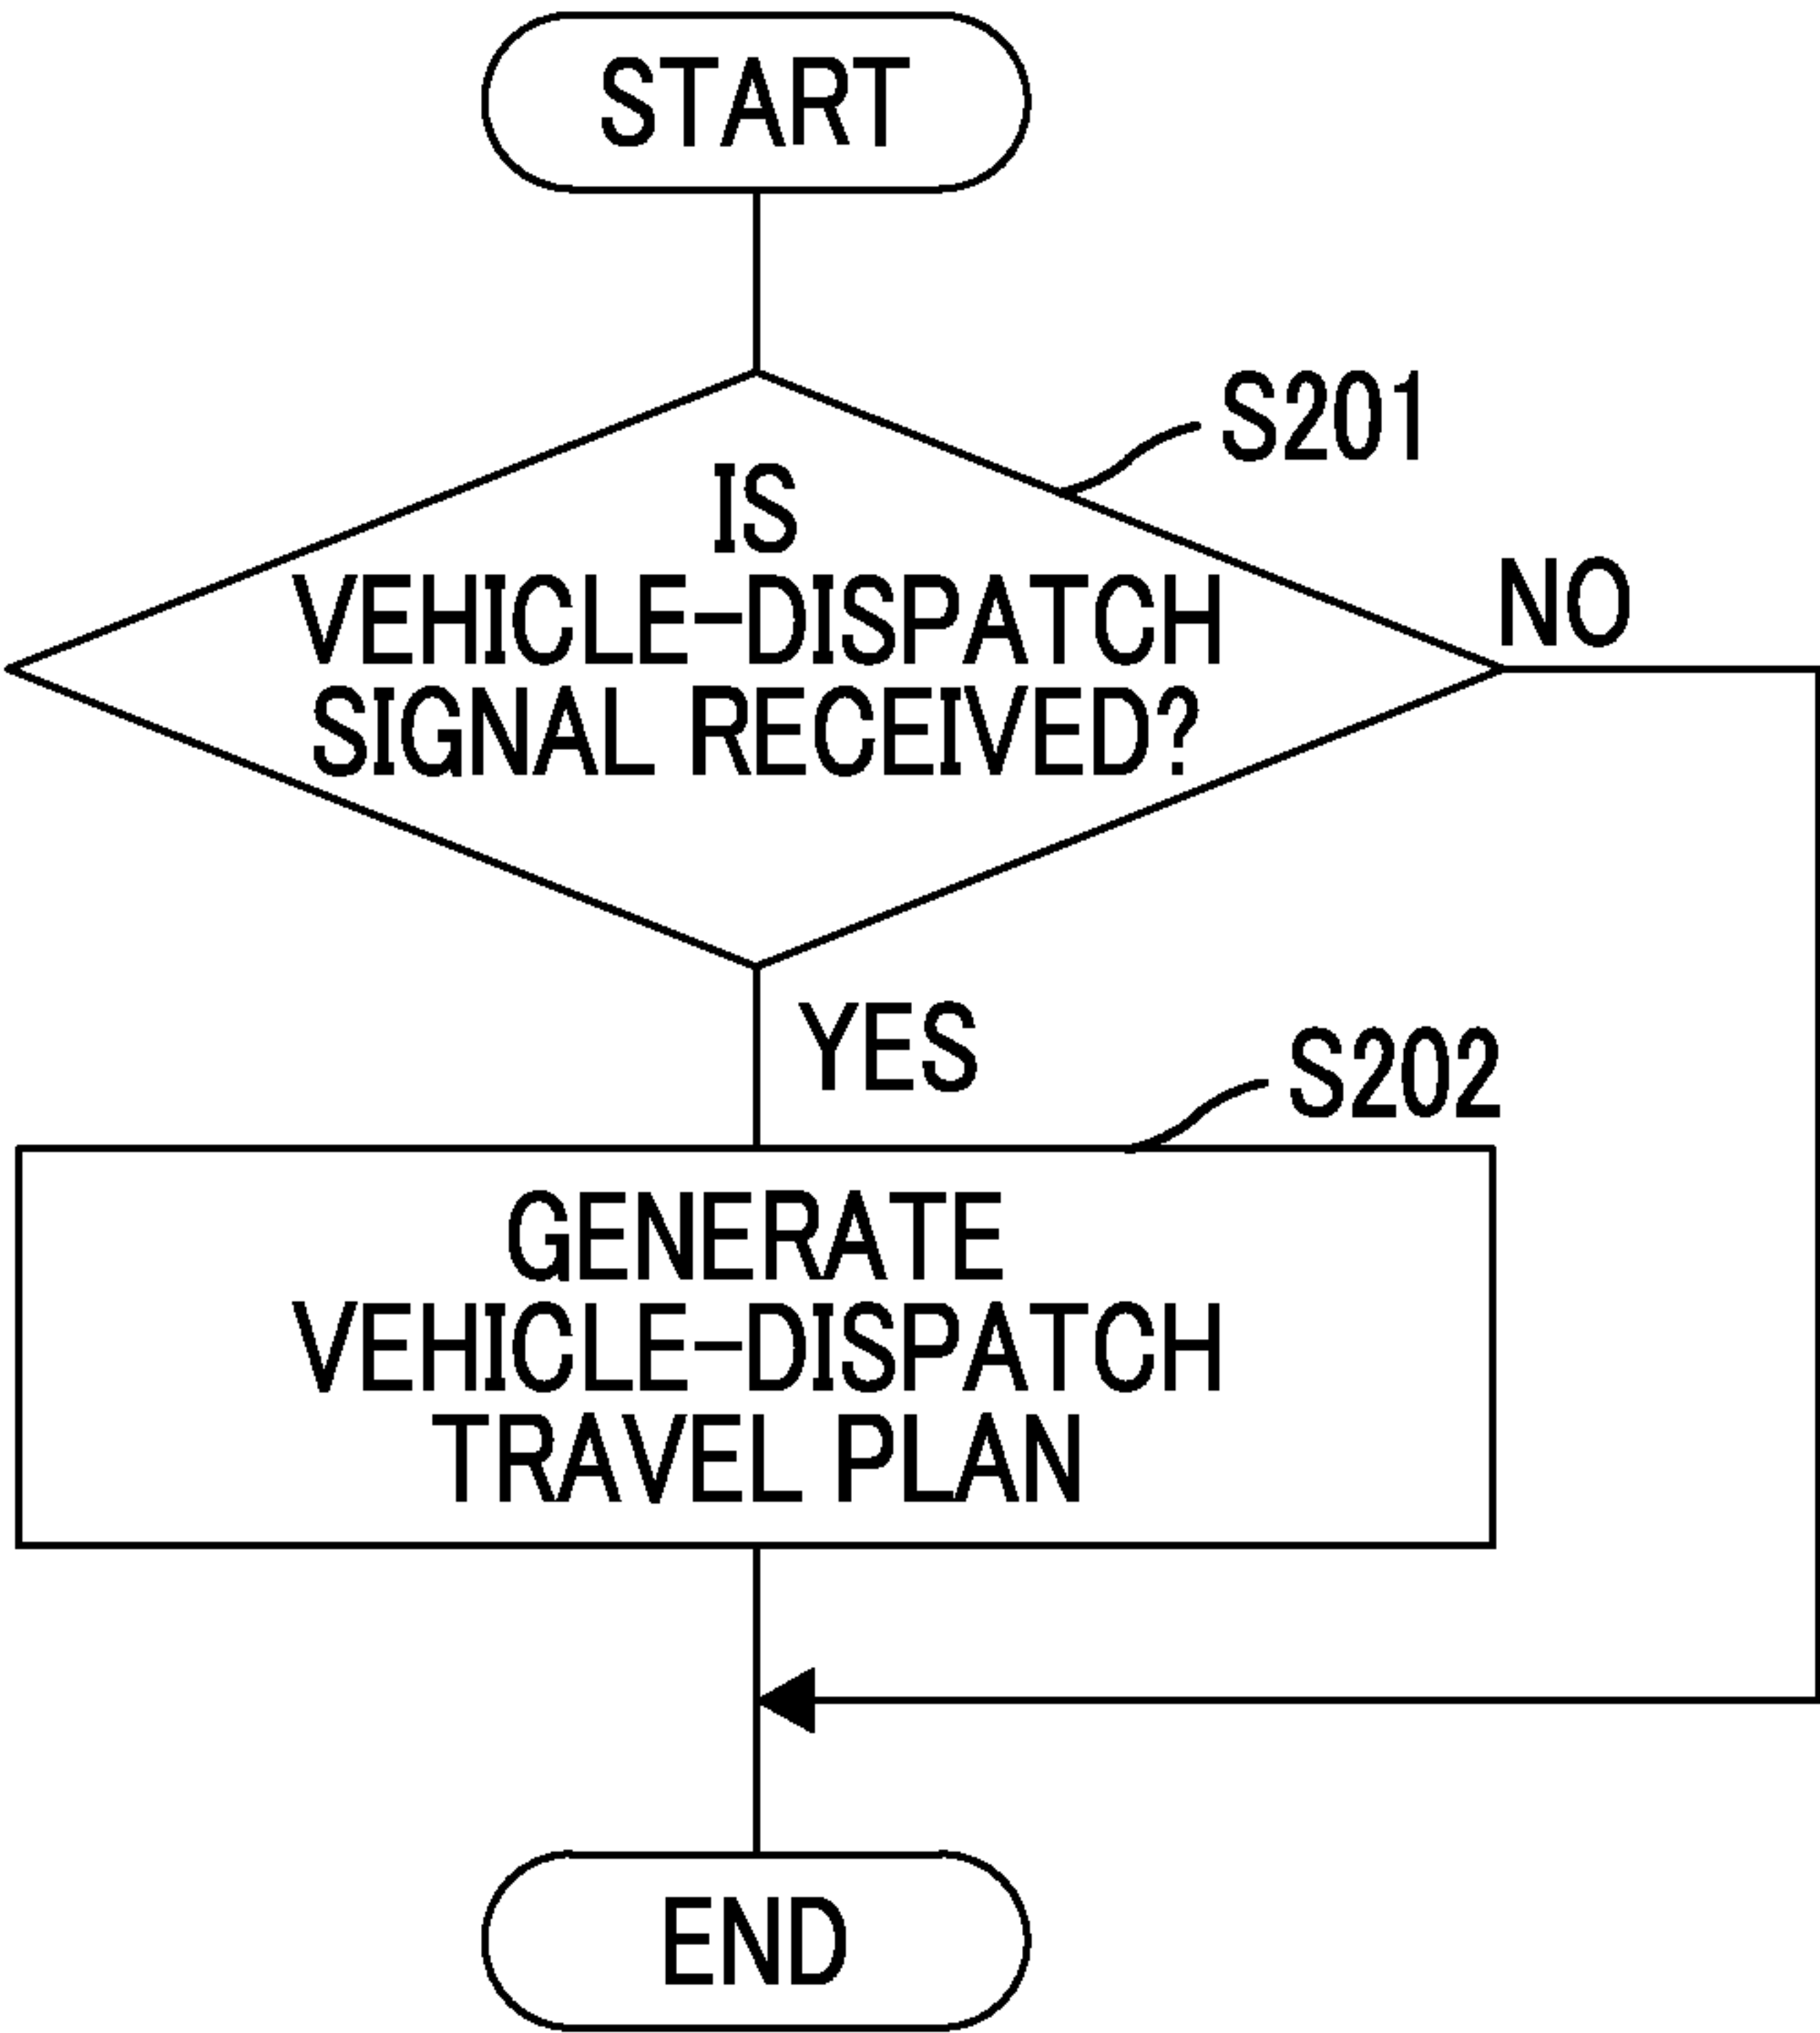 START
S201
IS
VEHICLE-DISPATCH
SIGNAL RECEIVED?
NO
YES
S202
GENERATE
VEHICLE-DISPATCH
TRAVEL PLAN
END